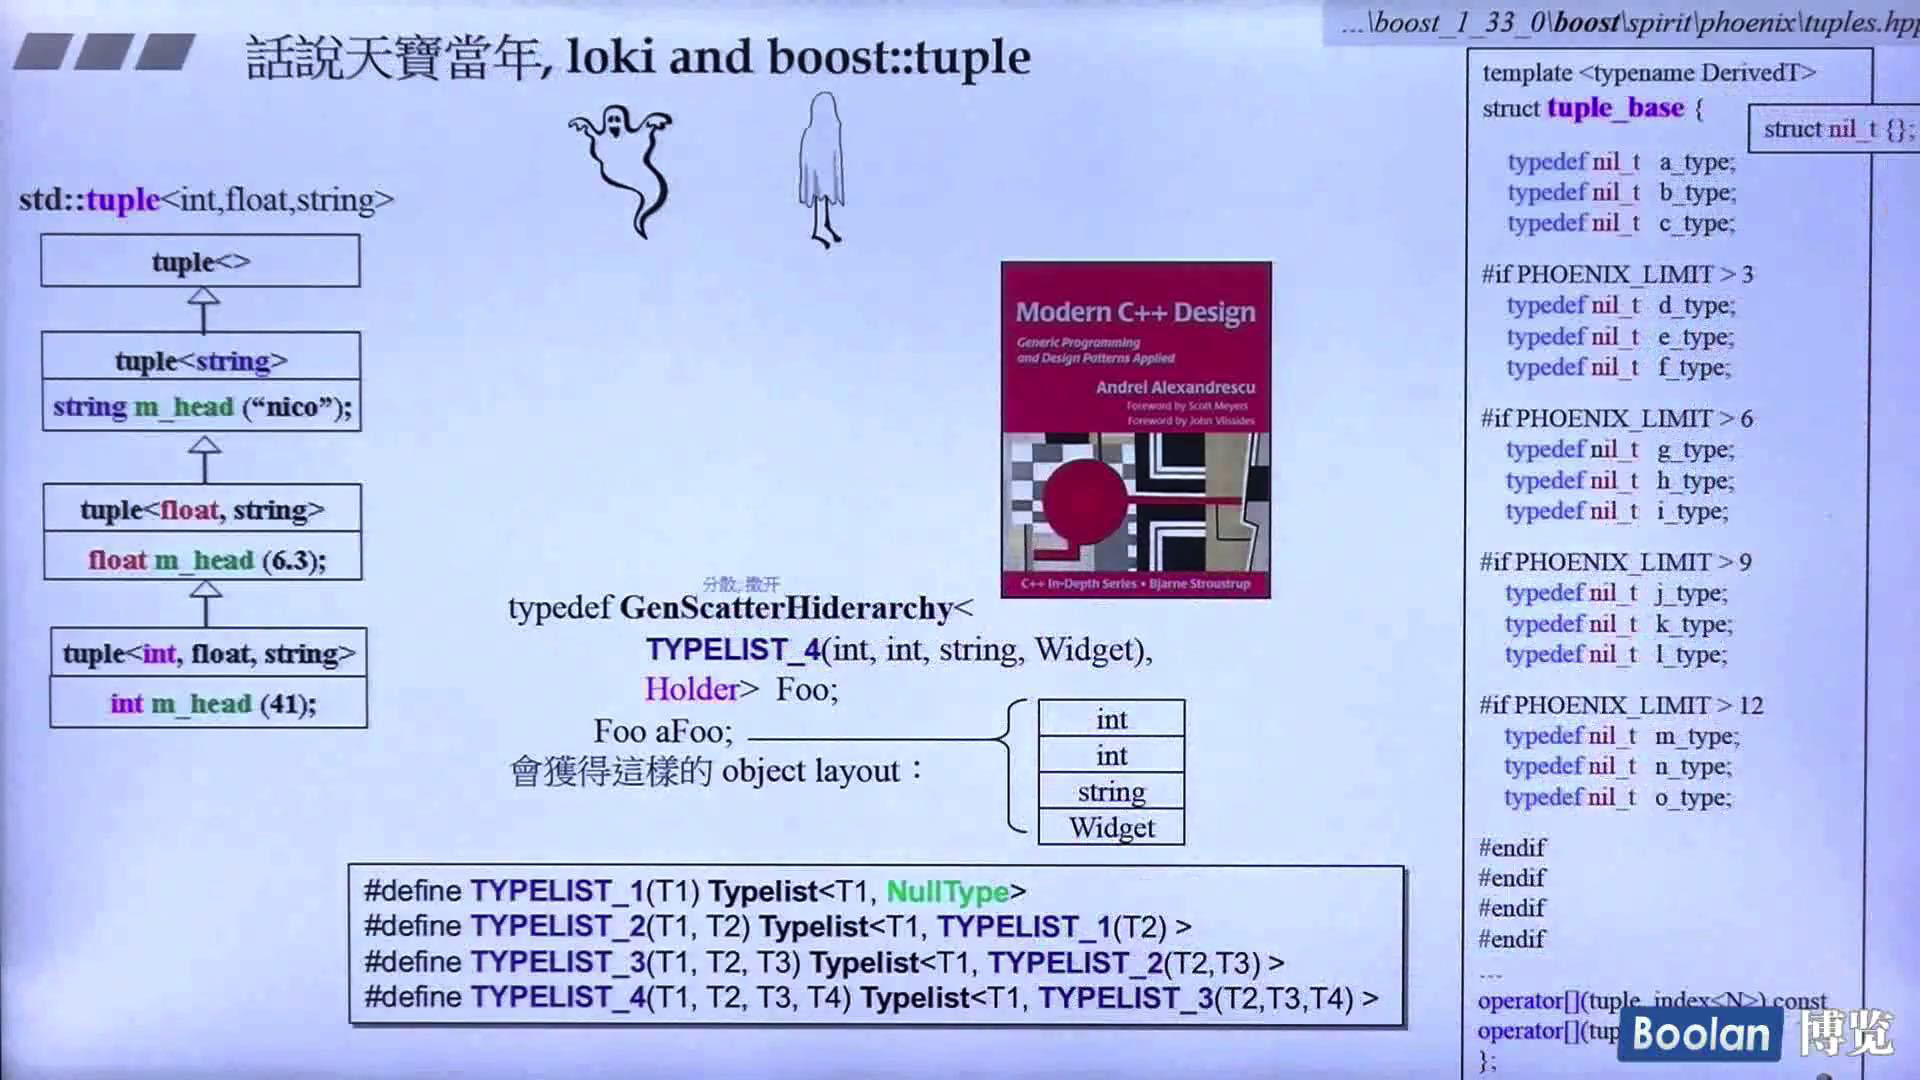 話說天寶當年, loki and boost::tuple
...\boost_1_33_0\boost\spirit\phoenix\tuples.hpp
std::tuple<int,float,string>
tuple<>
tuple<string>
string m_head (“nico”);
tuple<float, string>
float m_head (6.3);
tuple<int, float, string>
int m_head (41);
Modern C++ Design
Generic Programming
and Design Patterns Applied
Andrei Alexandrescu
Foreword by Scott Meyers
Foreword by John Vlissides
C++ In-Depth Series • Bjarne Stroustrup
分散, 撒开
typedef GenScatterHiderarchy<
TYPELIST_4(int, int, string, Widget),
Holder> Foo;
Foo aFoo;
會獲得這樣的 object layout：
int
int
string
Widget
#define TYPELIST_1(T1) Typelist<T1, NullType>
#define TYPELIST_2(T1, T2) Typelist<T1, TYPELIST_1(T2) >
#define TYPELIST_3(T1, T2, T3) Typelist<T1, TYPELIST_2(T2,T3) >
#define TYPELIST_4(T1, T2, T3, T4) Typelist<T1, TYPELIST_3(T2,T3,T4) >
template <typename DerivedT>
struct tuple_base {
struct nil_t {};
typedef nil_t a_type;
typedef nil_t b_type;
typedef nil_t c_type;
#if PHOENIX_LIMIT > 3
typedef nil_t d_type;
typedef nil_t e_type;
typedef nil_t f_type;
#if PHOENIX_LIMIT > 6
typedef nil_t g_type;
typedef nil_t h_type;
typedef nil_t i_type;
#if PHOENIX_LIMIT > 9
typedef nil_t j_type;
typedef nil_t k_type;
typedef nil_t l_type;
#if PHOENIX_LIMIT > 12
typedef nil_t m_type;
typedef nil_t n_type;
typedef nil_t o_type;
#endif
#endif
#endif
#endif
...
operator[](tuple_index<N>) const
operator[](tup
};
Boolan 博览